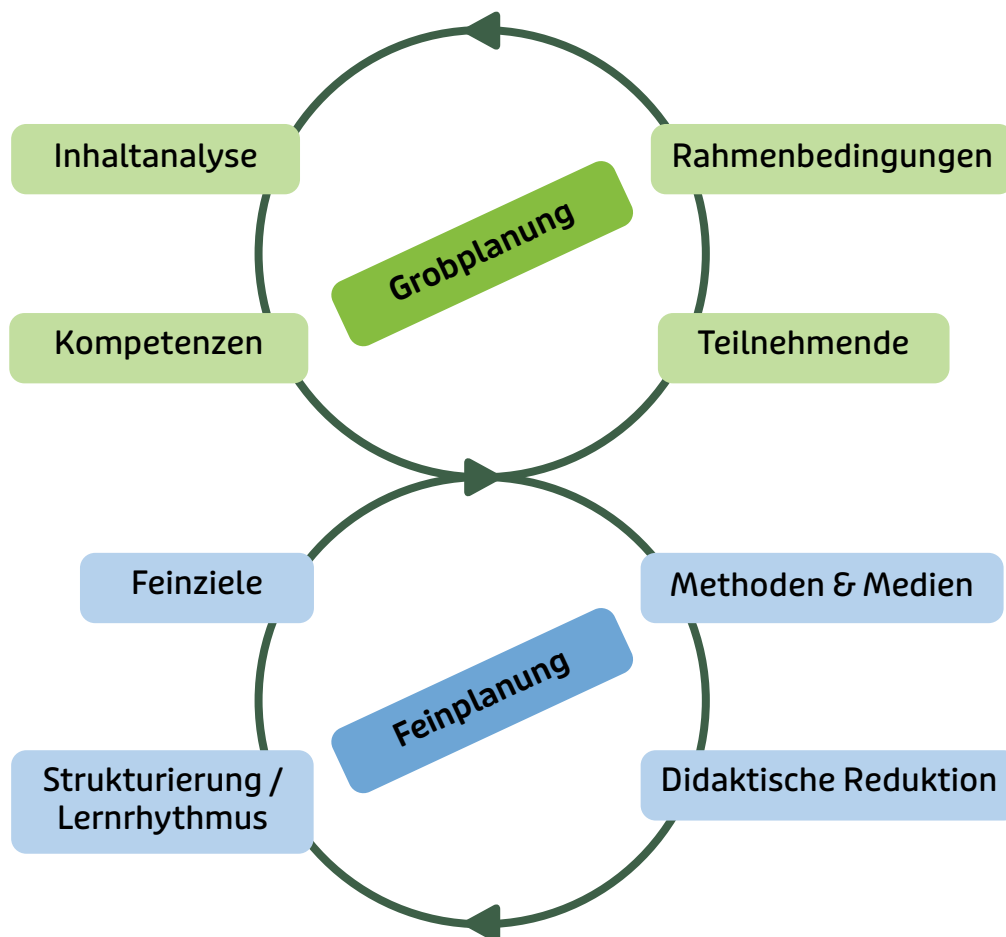 Inhaltanalyse
Rahmenbedingungen
Grobplanung
Kompetenzen
Teilnehmende
Feinziele
Methoden & Medien
Feinplanung
Strukturierung /
Lernrhythmus
Didaktische Reduktion